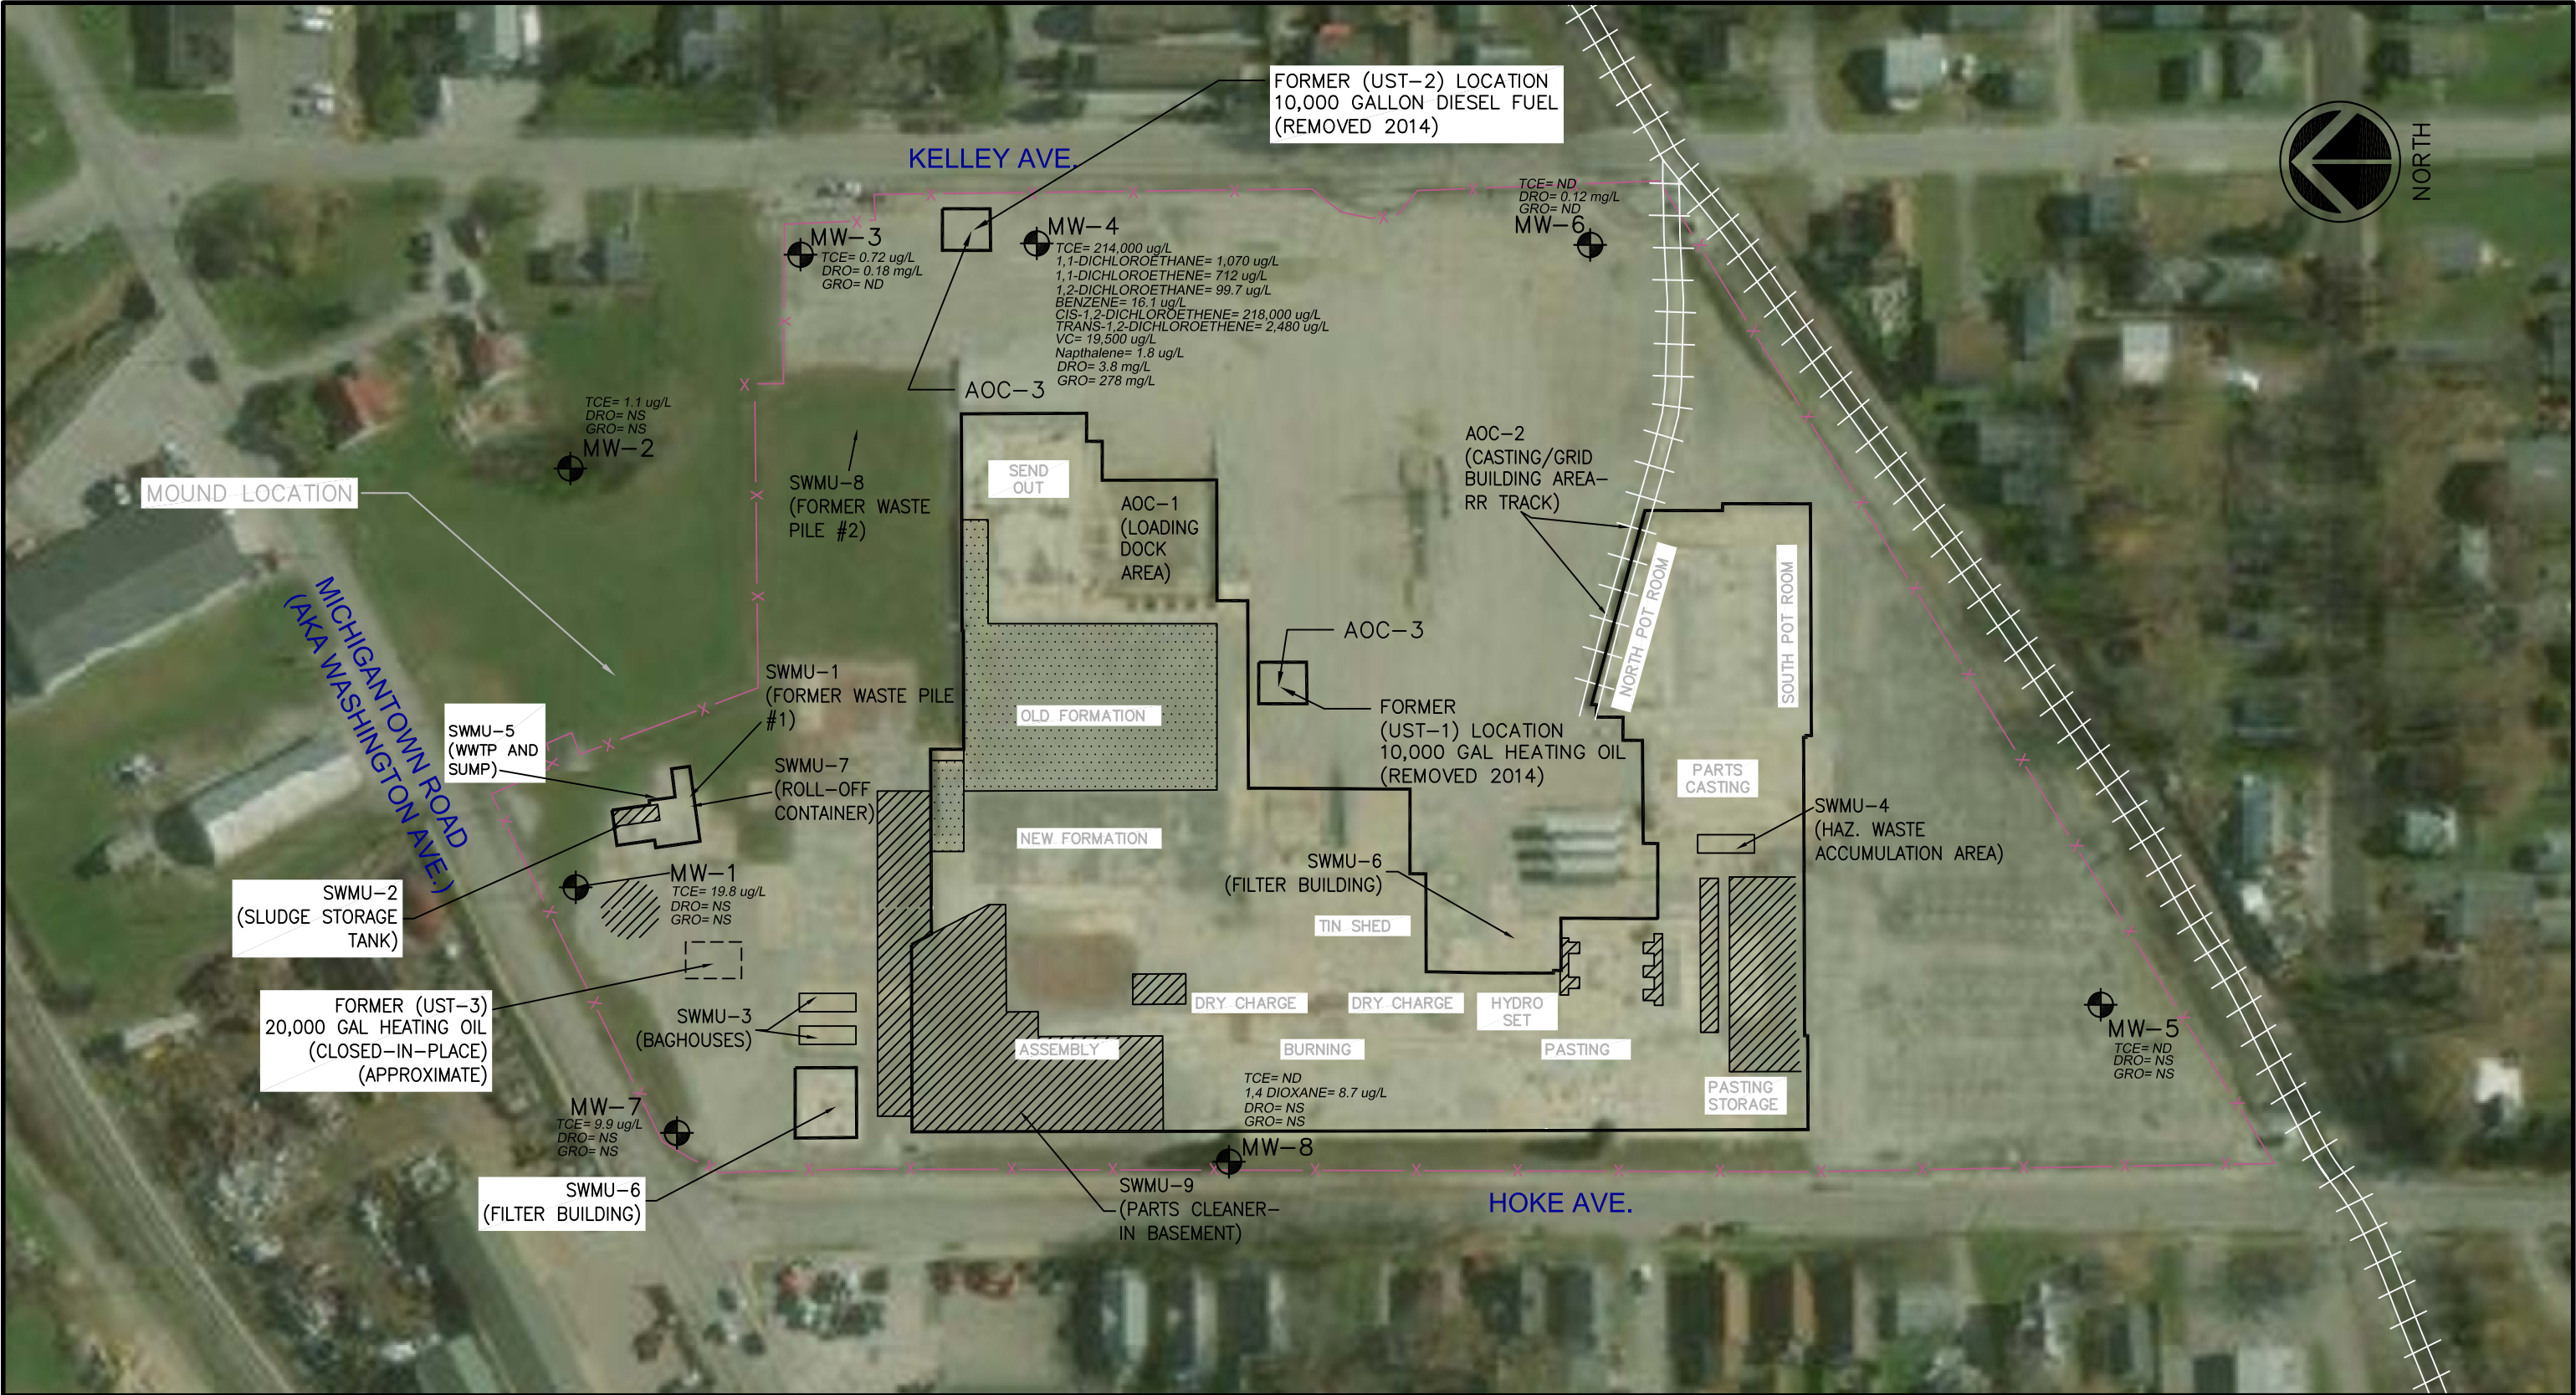 FORMER (UST-2) LOCATION
10,000 GALLON DIESEL FUEL
(REMOVED 2014)
KELLEY AVE.
NORTH
TCE= ND
DRO= 0.12 mg/L
GRO= ND
MW-6
MW-3
TCE= 0.72 ug/L
DRO= 0.18 mg/L
GRO= ND
MW-4
TCE= 214,000 ug/L
1,1-DICHLOROETHANE= 1,070 ug/L
1,1-DICHLOROETHENE= 712 ug/L
1,2-DICHLOROETHANE= 99.7 ug/L
BENZENE= 16.1 ug/L
CIS-1,2-DICHLOROETHENE= 218,000 ug/L
TRANS-1,2-DICHLOROETHENE= 2,480 ug/L
VC= 19,500 ug/L
Napthalene= 1.8 ug/L
DRO= 3.8 mg/L
GRO= 278 mg/L
AOC-3
TCE= 1.1 ug/L
DRO= NS
GRO= NS
MW-2
MOUND LOCATION
SWMU-8
(FORMER WASTE
PILE #2)
SEND
OUT
AOC-1
(LOADING
DOCK
AREA)
AOC-2
(CASTING/GRID
BUILDING AREA-
RR TRACK)
NORTH POT ROOM
SOUTH POT ROOM
MICHIGANTOWN ROAD
(AKA WASHINGTON AVE.)
AOC-3
SWMU-1
(FORMER WASTE PILE
#1)
OLD FORMATION
FORMER
(UST-1) LOCATION
10,000 GAL HEATING OIL
(REMOVED 2014)
SWMU-5
(WWTP AND
SUMP)
SWMU-7
(ROLL-OFF
CONTAINER)
PARTS
CASTING
SWMU-4
(HAZ. WASTE
ACCUMULATION AREA)
NEW FORMATION
SWMU-6
(FILTER BUILDING)
MW-1
TCE= 19.8 ug/L
DRO= NS
GRO= NS
SWMU-2
(SLUDGE STORAGE
TANK)
TIN SHED
FORMER (UST-3)
20,000 GAL HEATING OIL
(CLOSED-IN-PLACE)
(APPROXIMATE)
SWMU-3
(BAGHOUSES)
DRY CHARGE
DRY CHARGE
HYDRO
SET
ASSEMBLY
BURNING
PASTING
MW-5
TCE= ND
DRO= NS
GRO= NS
PASTING
STORAGE
TCE= ND
1,4 DIOXANE= 8.7 ug/L
DRO= NS
GRO= NS
MW-8
MW-7
TCE= 9.9 ug/L
DRO= NS
GRO= NS
SWMU-6
(FILTER BUILDING)
SWMU-9
(PARTS CLEANER-
IN BASEMENT)
HOKE AVE.